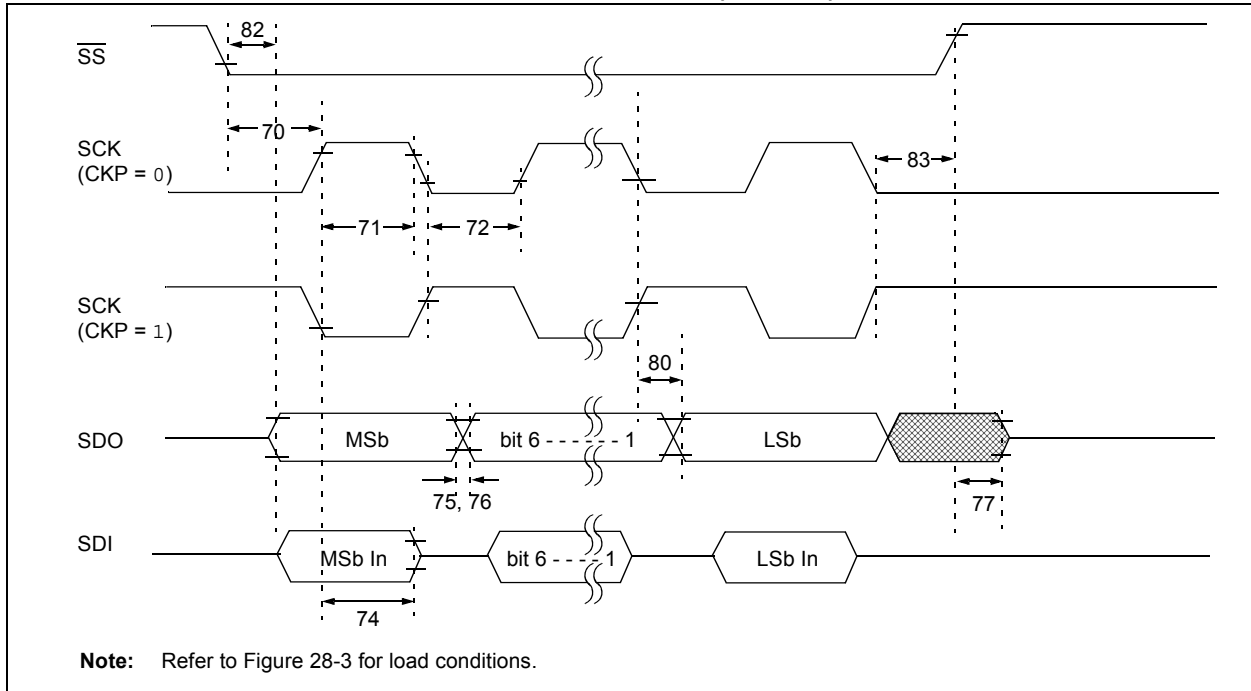 82
SS
70
SCK
(CKP = 0)
83
71
72
SCK
(CKP = 1)
80
SDO
MSb
bit 6 - - - - - - 1
LSb
75, 76
77
SDI
MSb In
bit 6 - - - - 1
LSb In
74
Note: Refer to Figure 28-3 for load conditions.